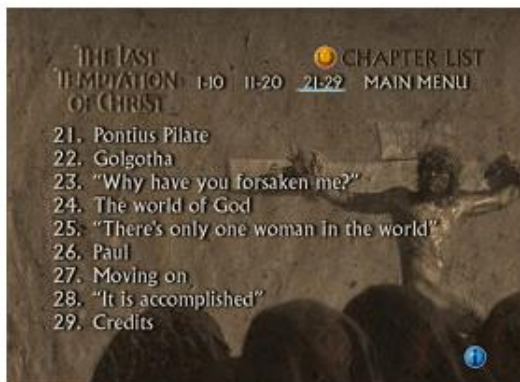 THE LAST
TEMPTATION
OF CHRIST
CHAPTER LIST
1-10 11-20 21-29 MAIN MENU
21. Pontius Pilate
22. Golgotha
23. "Why have you forsaken me?"
24. The world of God
25. "There's only one woman in the world"
26. Paul
27. Moving on
28. "It is accomplished"
29. Credits
i